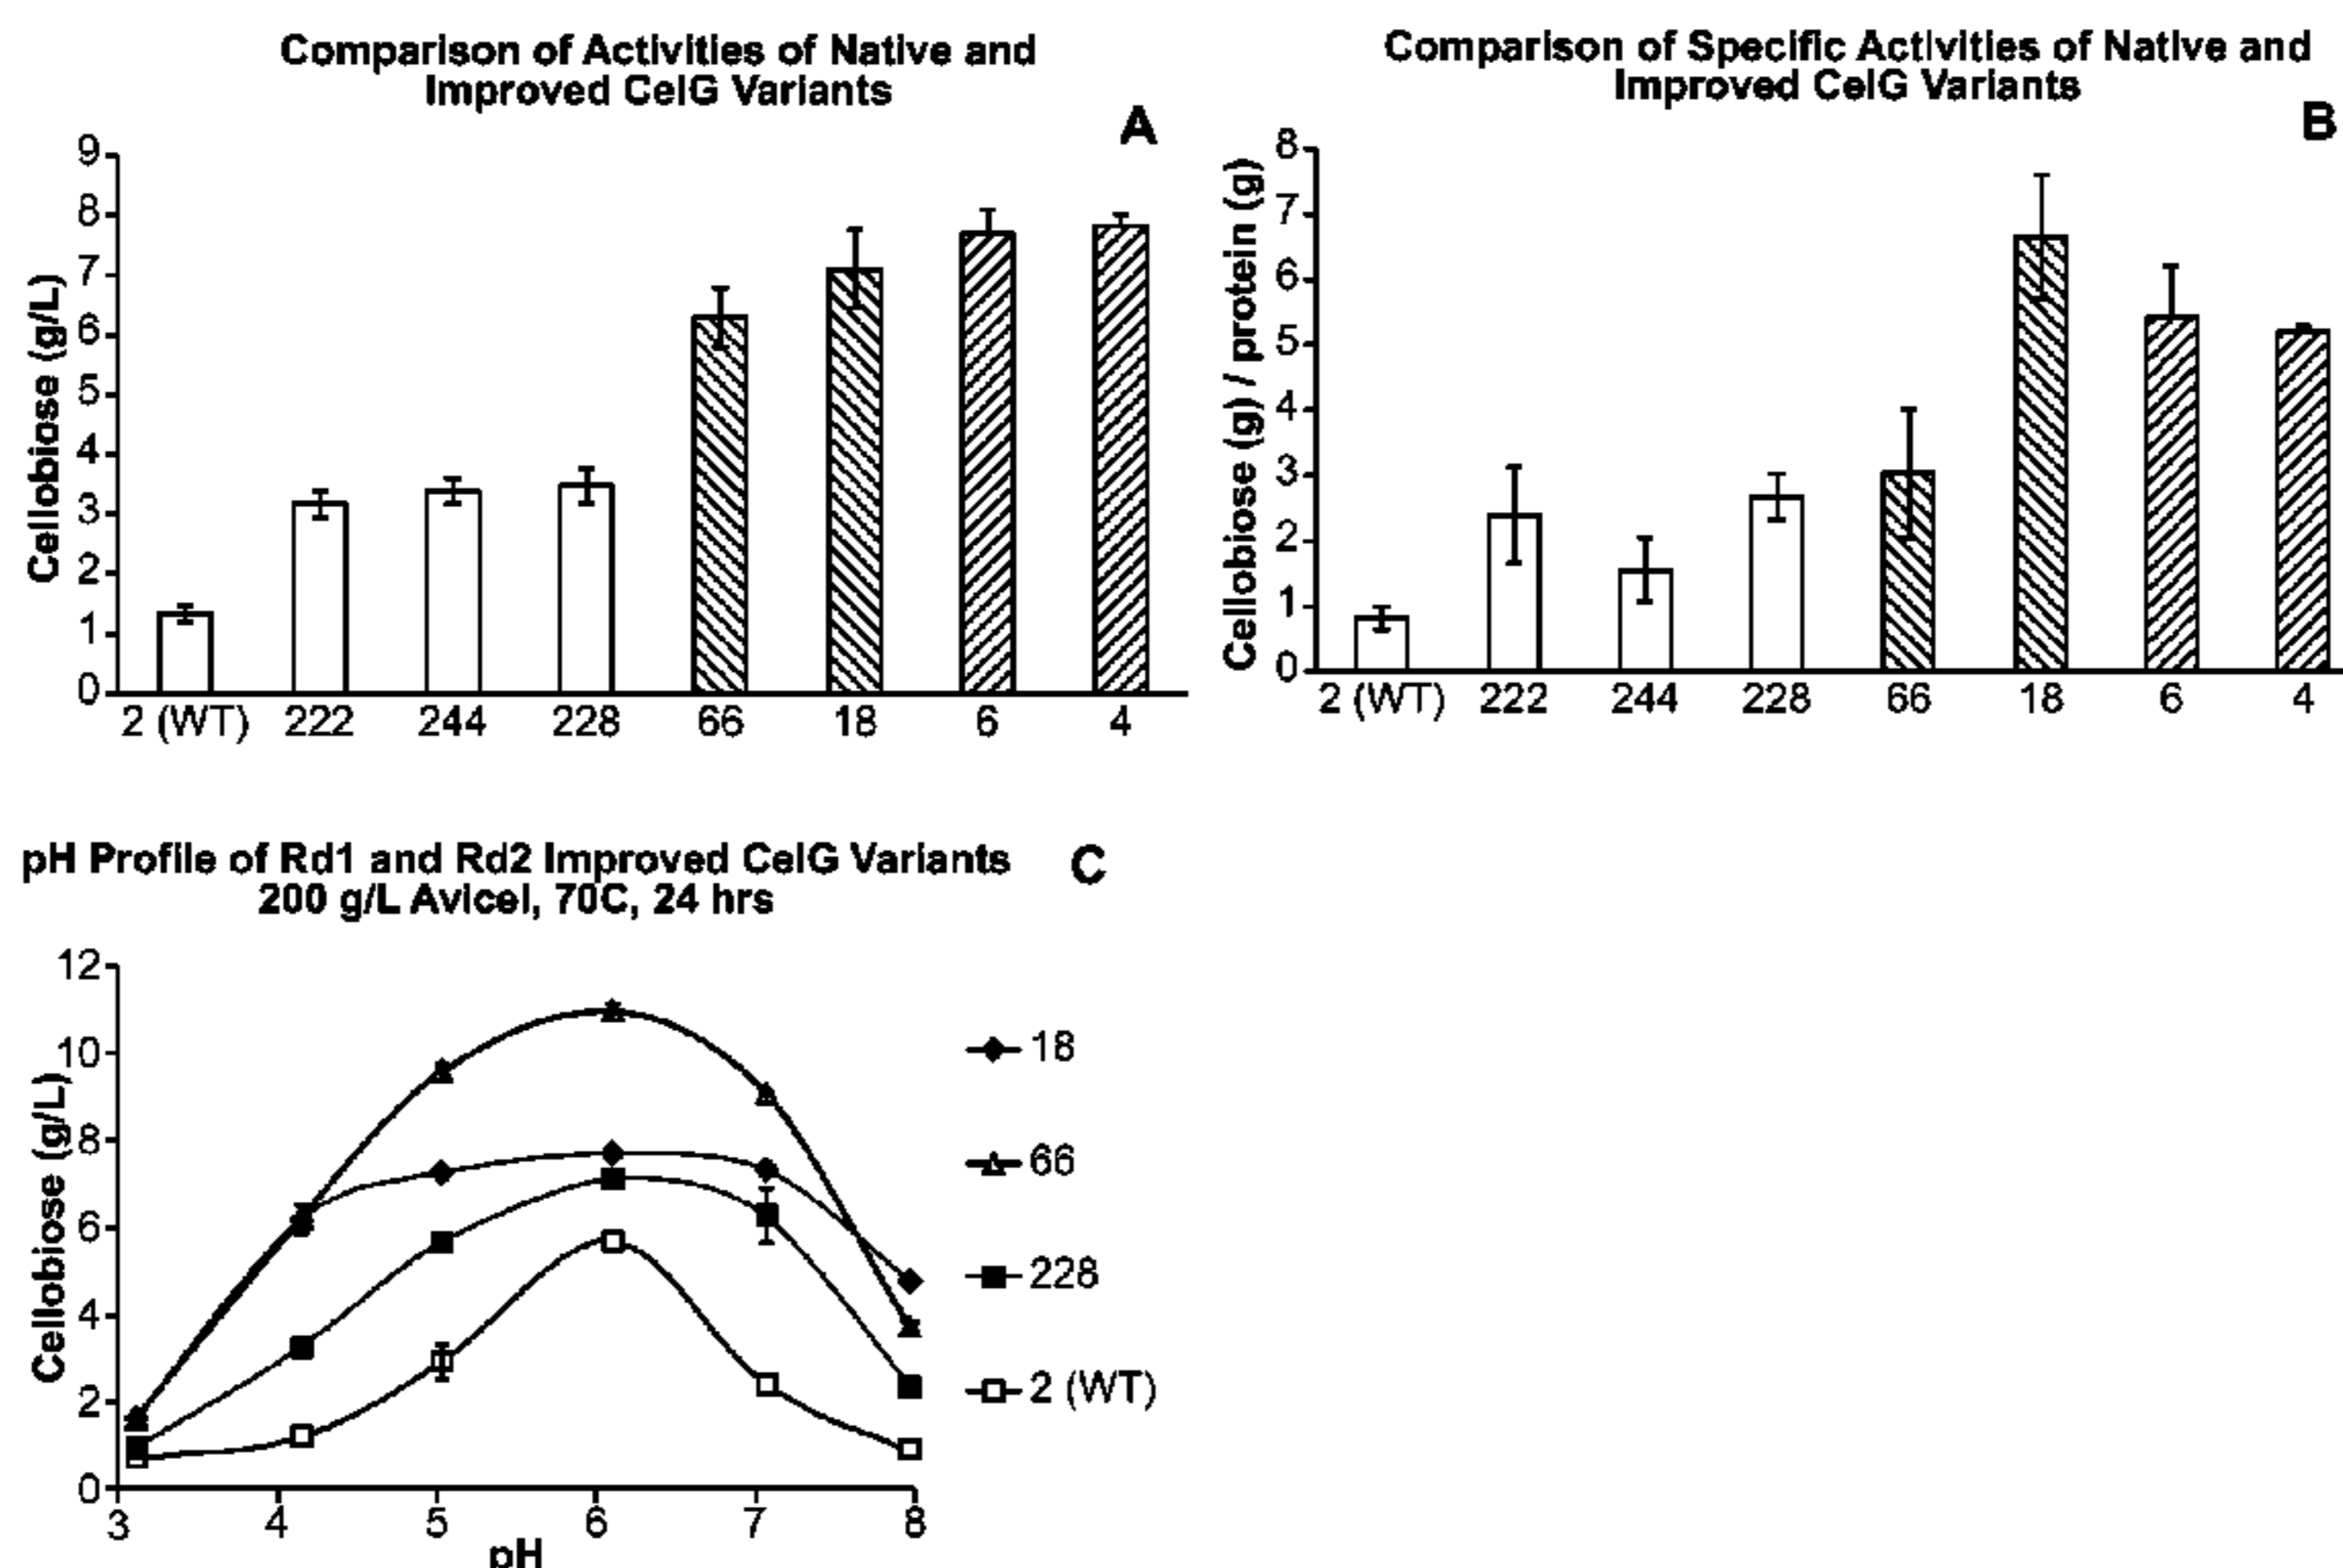 Comparison of Activities of Native and
Improved CelG Variants
A
Cellobiose (g/L)
9
8
7
6
5
4
3
2
1
0
2 (WT) 222 244 228 66 18 6 4
Comparison of Specific Activities of Native and
Improved CelG Variants
B
Cellobiose (g) / protein (g)
8
7
6
5
4
3
2
1
0
2 (WT) 222 244 228 66 18 6 4
pH Profile of Rd1 and Rd2 Improved CelG Variants
200 g/L Avicel, 70C, 24 hrs
C
Cellobiose (g/L)
12
10
8
6
4
2
0
3 4 5 6 7 8
pH
18
66
228
2 (WT)